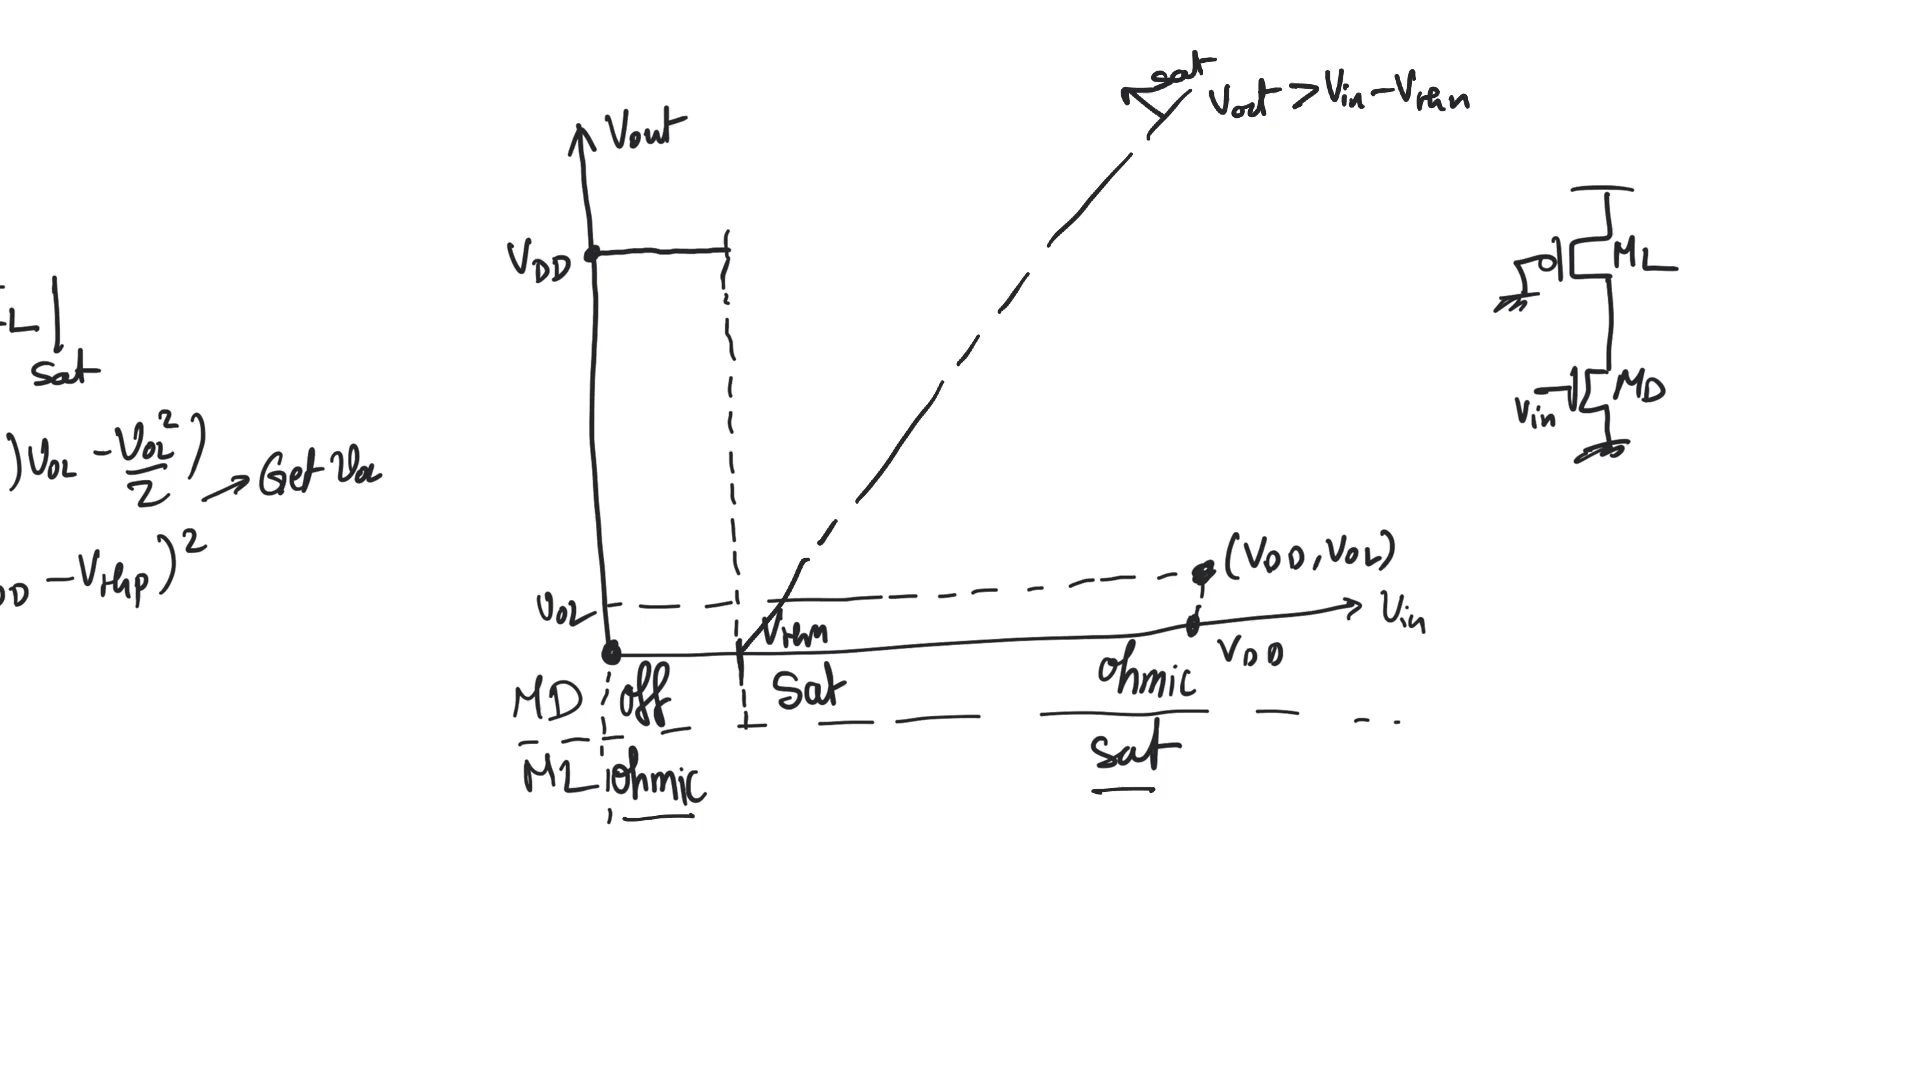 sat
Vout > Vin - Vthn
Vout
VDD
ML
L | sat
MD
Vin
) VOL - VOL²/2 )
→ Get VOL
DD - Vthp )²
(VDD, VOL)
VOL
Vthn
Vin
VDD
MD off Sat ohmic
ML ohmic sat